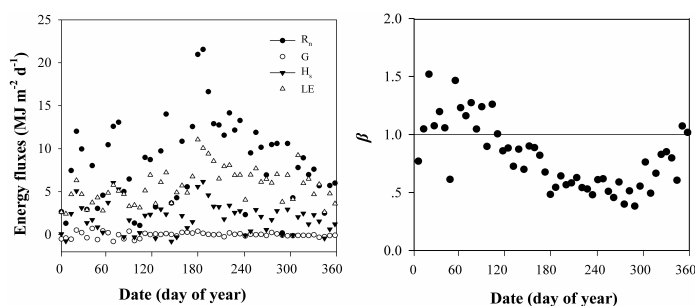 Energy fluxes (MJ m⁻² d⁻¹)
25
20
15
10
5
0
Rₙ
G
Hₛ
LE
0 60 120 180 240 300 360
Date (day of year)
β
2.0
1.5
1.0
.5
0.0
0 60 120 180 240 300 360
Date (day of year)